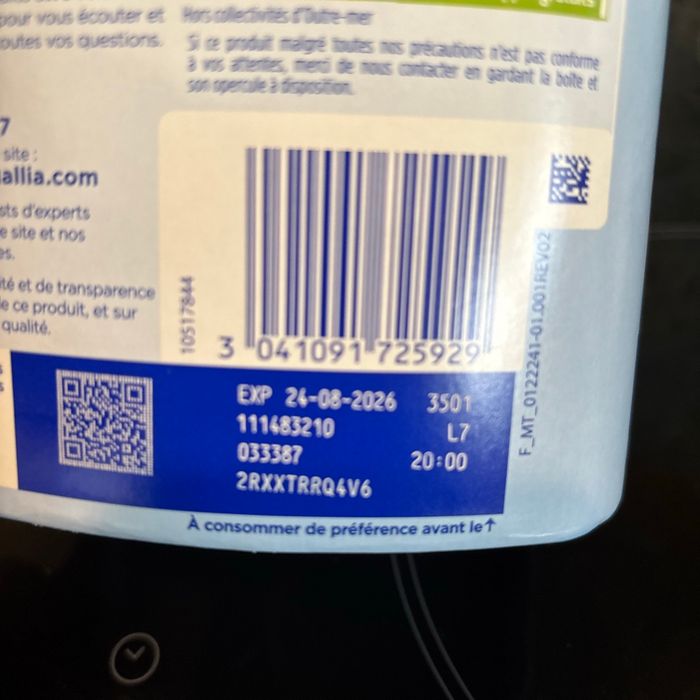 pour vous écouter et
outes vos questions.
gratuits
Hors collectivités d'Outre-mer
Si ce produit malgré toutes nos précautions n'est pas conforme
à vos attentes, merci de nous contacter en gardant la boîte et
son opercule à disposition.
7
site :
allia.com
sts d'experts
e site et nos
es.
ité et de transparence
le ce produit, et sur
qualité.
10517844
3 041091 725929
F_MT_0122241-01.001REV02
EXP 24-08-2026 3501
111483210 L7
033387 20:00
2RXXTRRQ4V6
À consommer de préférence avant le↑